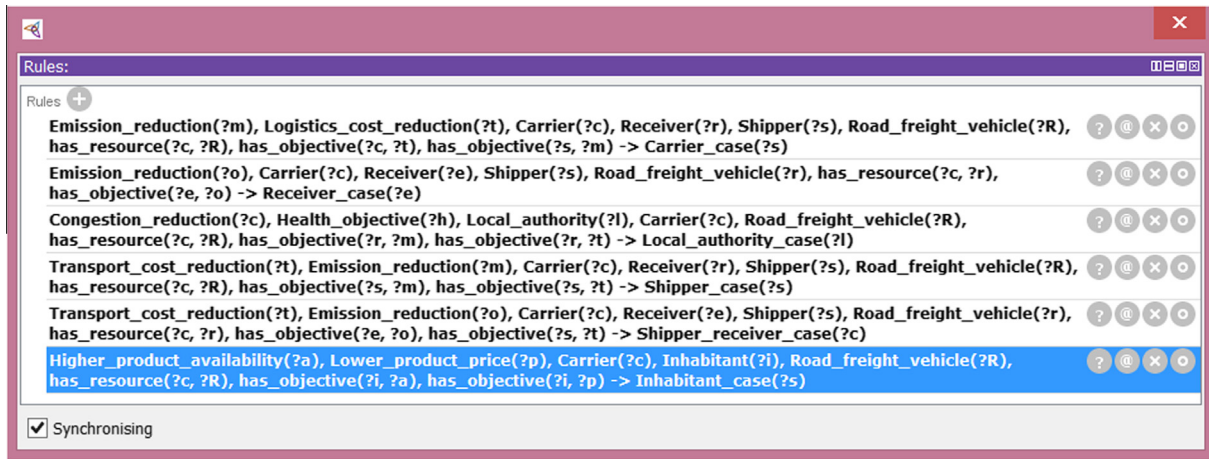 Rules:
Rules
Emission_reduction(?m), Logistics_cost_reduction(?t), Carrier(?c), Receiver(?r), Shipper(?s), Road_freight_vehicle(?R),
has_resource(?c, ?R), has_objective(?c, ?t), has_objective(?s, ?m) -> Carrier_case(?s)
Emission_reduction(?o), Carrier(?c), Receiver(?e), Shipper(?s), Road_freight_vehicle(?r), has_resource(?c, ?r),
has_objective(?e, ?o) -> Receiver_case(?e)
Congestion_reduction(?c), Health_objective(?h), Local_authority(?l), Carrier(?c), Road_freight_vehicle(?R),
has_resource(?c, ?R), has_objective(?r, ?m), has_objective(?r, ?t) -> Local_authority_case(?l)
Transport_cost_reduction(?t), Emission_reduction(?m), Carrier(?c), Receiver(?r), Shipper(?s), Road_freight_vehicle(?R),
has_resource(?c, ?R), has_objective(?s, ?m), has_objective(?s, ?t) -> Shipper_case(?s)
Transport_cost_reduction(?t), Emission_reduction(?o), Carrier(?c), Receiver(?e), Shipper(?s), Road_freight_vehicle(?r),
has_resource(?c, ?r), has_objective(?e, ?o), has_objective(?s, ?t) -> Shipper_receiver_case(?c)
Higher_product_availability(?a), Lower_product_price(?p), Carrier(?c), Inhabitant(?i), Road_freight_vehicle(?R),
has_resource(?c, ?R), has_objective(?i, ?a), has_objective(?i, ?p) -> Inhabitant_case(?s)
Synchronising